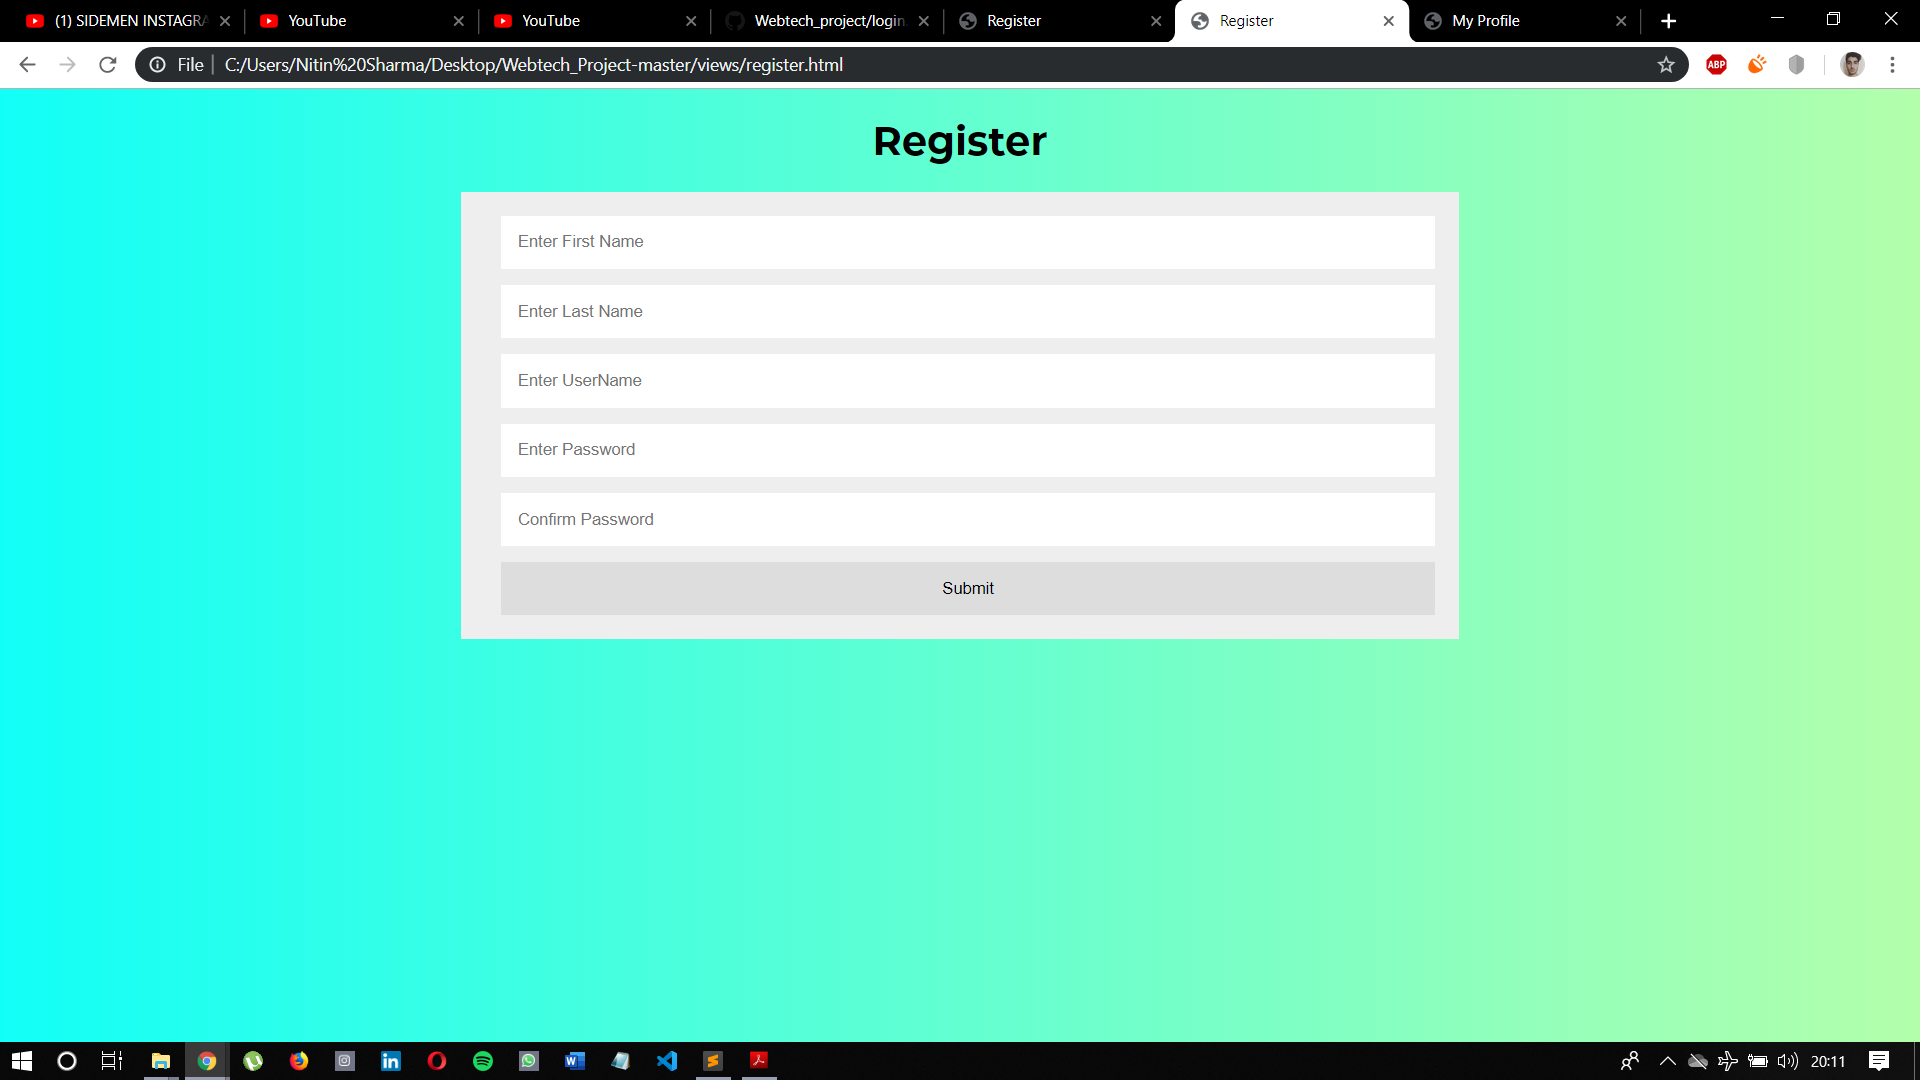 (1) SIDEMEN INSTAGRA
YouTube
YouTube
Webtech_project/login
Register
Register
My Profile
File
C:/Users/Nitin%20Sharma/Desktop/Webtech_Project-master/views/register.html
ABP
Register
Enter First Name
Enter Last Name
Enter UserName
Enter Password
Confirm Password
Submit
20:11